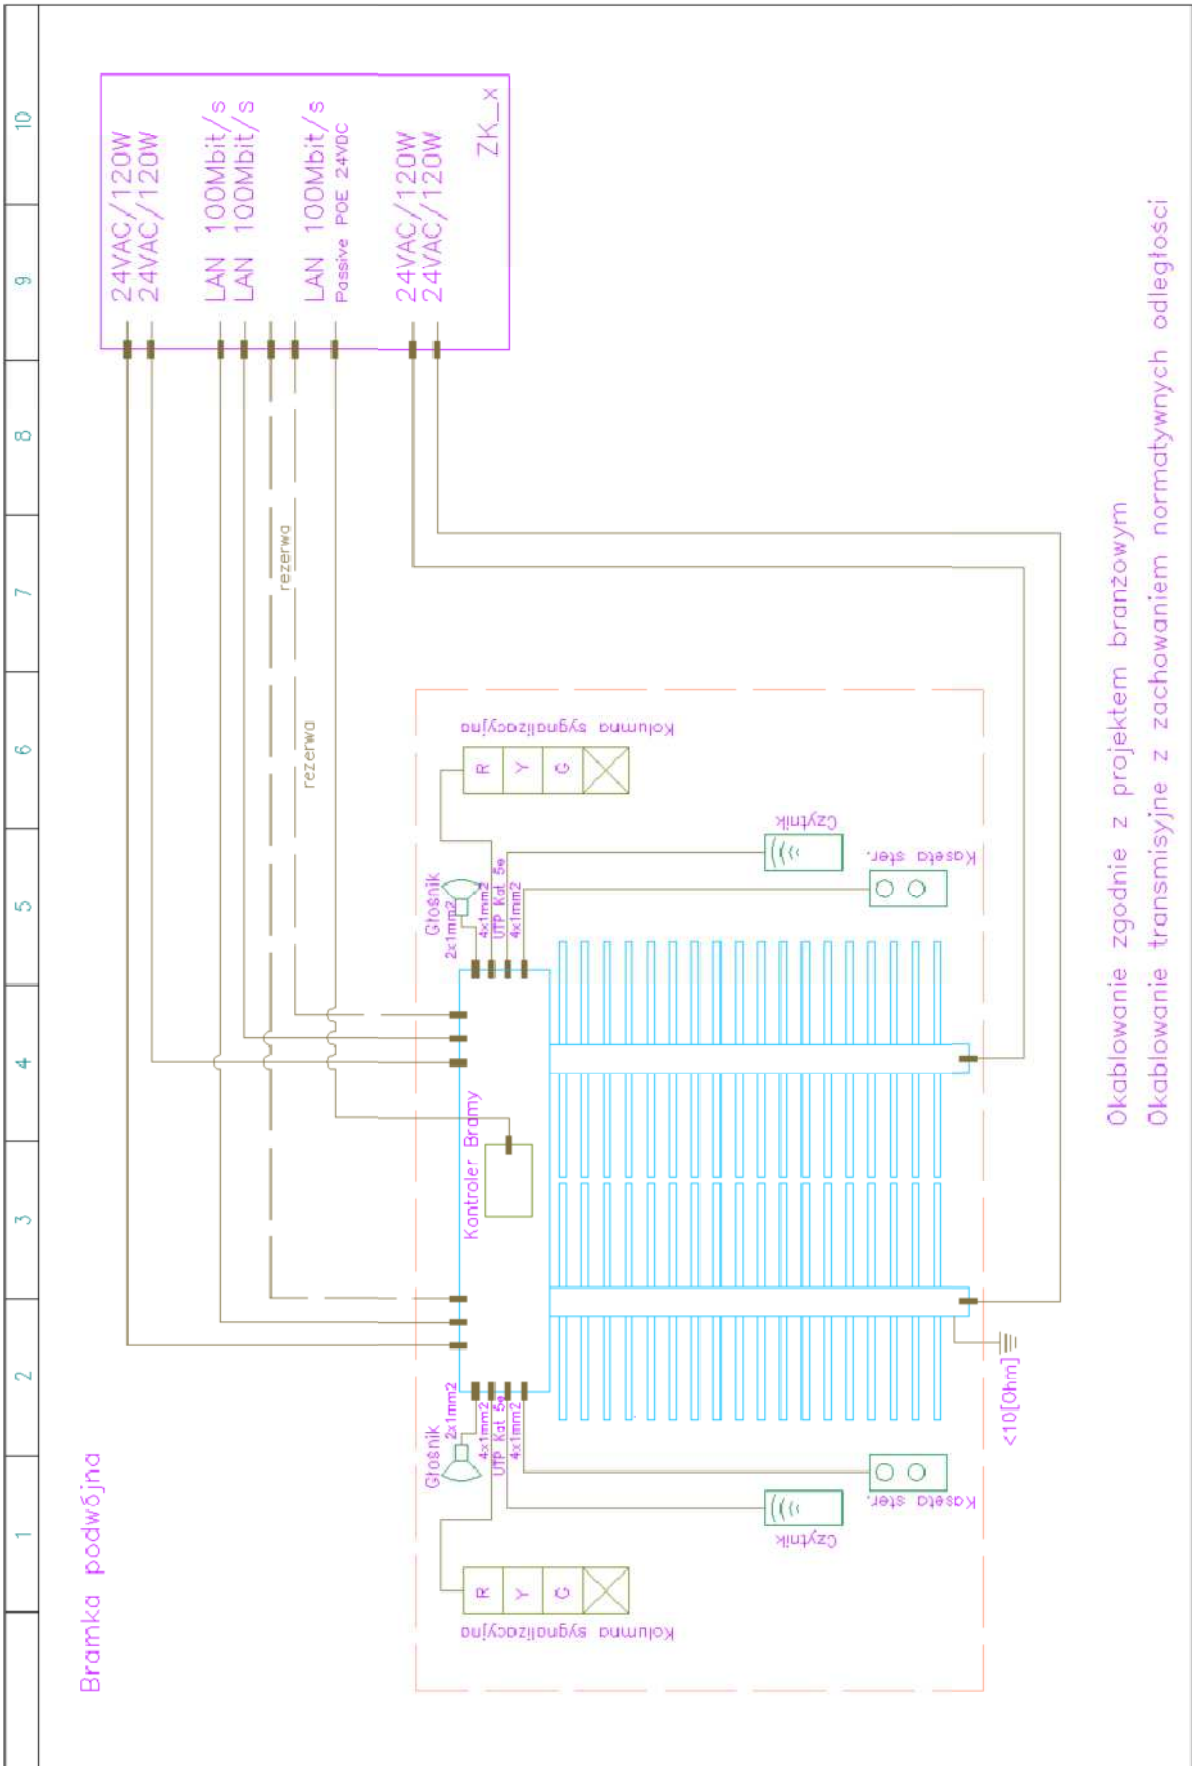 1 2 3 4 5 6 7 8 9 10
Bramka podwójna
24VAC/120W
24VAC/120W
LAN 100Mbit/s
LAN 100Mbit/s
LAN 100Mbit/s
Passive POE 24VDC
24VAC/120W
24VAC/120W
ZK_x
rezerwa
rezerwa
Kolumna sygnalizacyjna
R
Y
G
Głośnik
2x1mm2
4x1mm2
UTP Kat 5e
4x1mm2
Czytnik
Kaseta ster.
Kontroler Bramy
Głośnik
2x1mm2
4x1mm2
UTP Kat 5e
4x1mm2
Kolumna sygnalizacyjna
R
Y
G
Czytnik
Kaseta ster.
<10[Ohm]
Okablowanie zgodnie z projektem branżowym
Okablowanie transmisyjne z zachowaniem normatywnych odległości